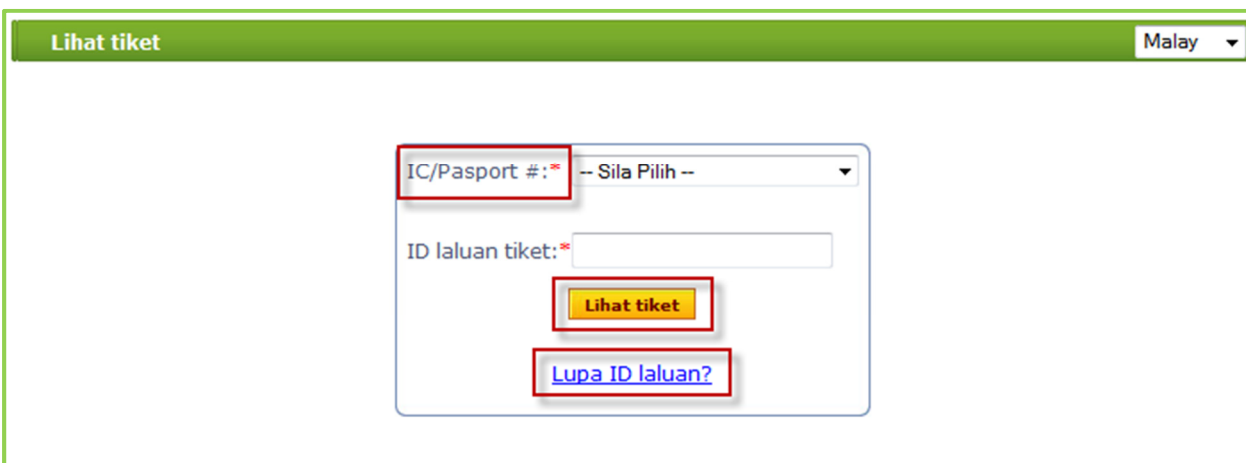 Lihat tiket
Malay
IC/Pasport #:* -- Sila Pilih --
ID laluan tiket:*
Lihat tiket
Lupa ID laluan?